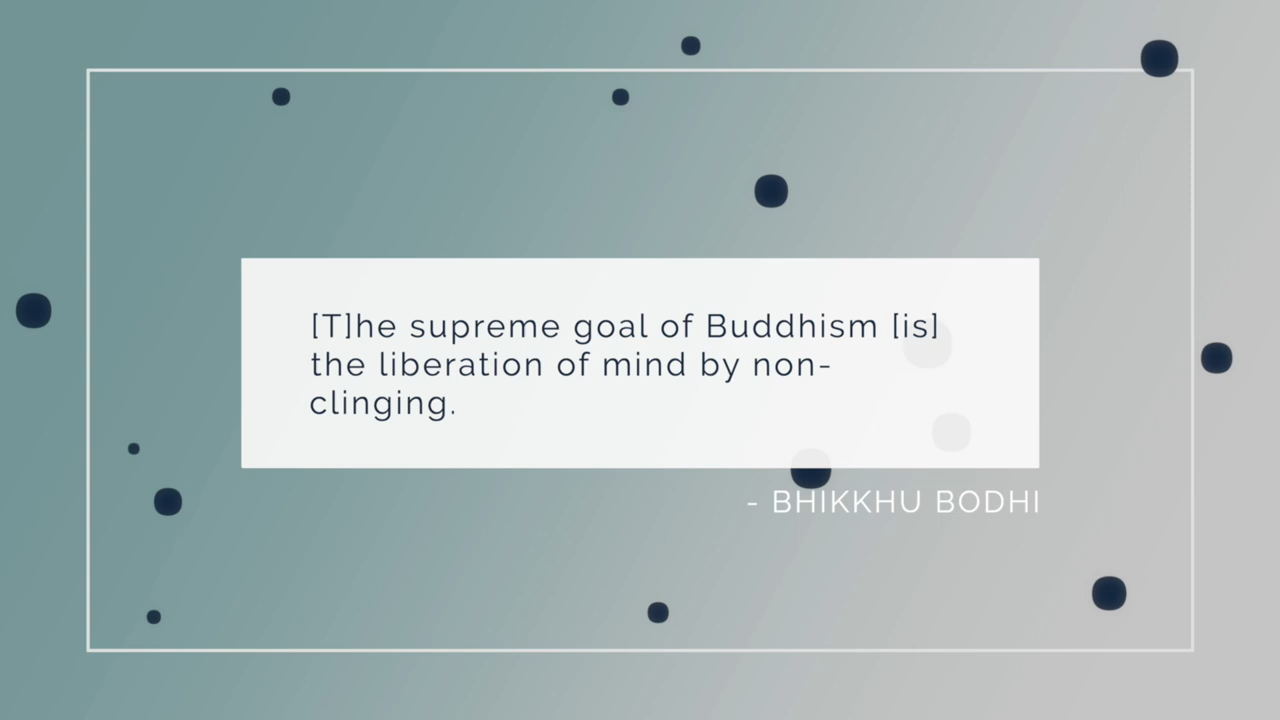 [T]he supreme goal of Buddhism [is]
the liberation of mind by non-
clinging.
- BHIKKHU BODHI